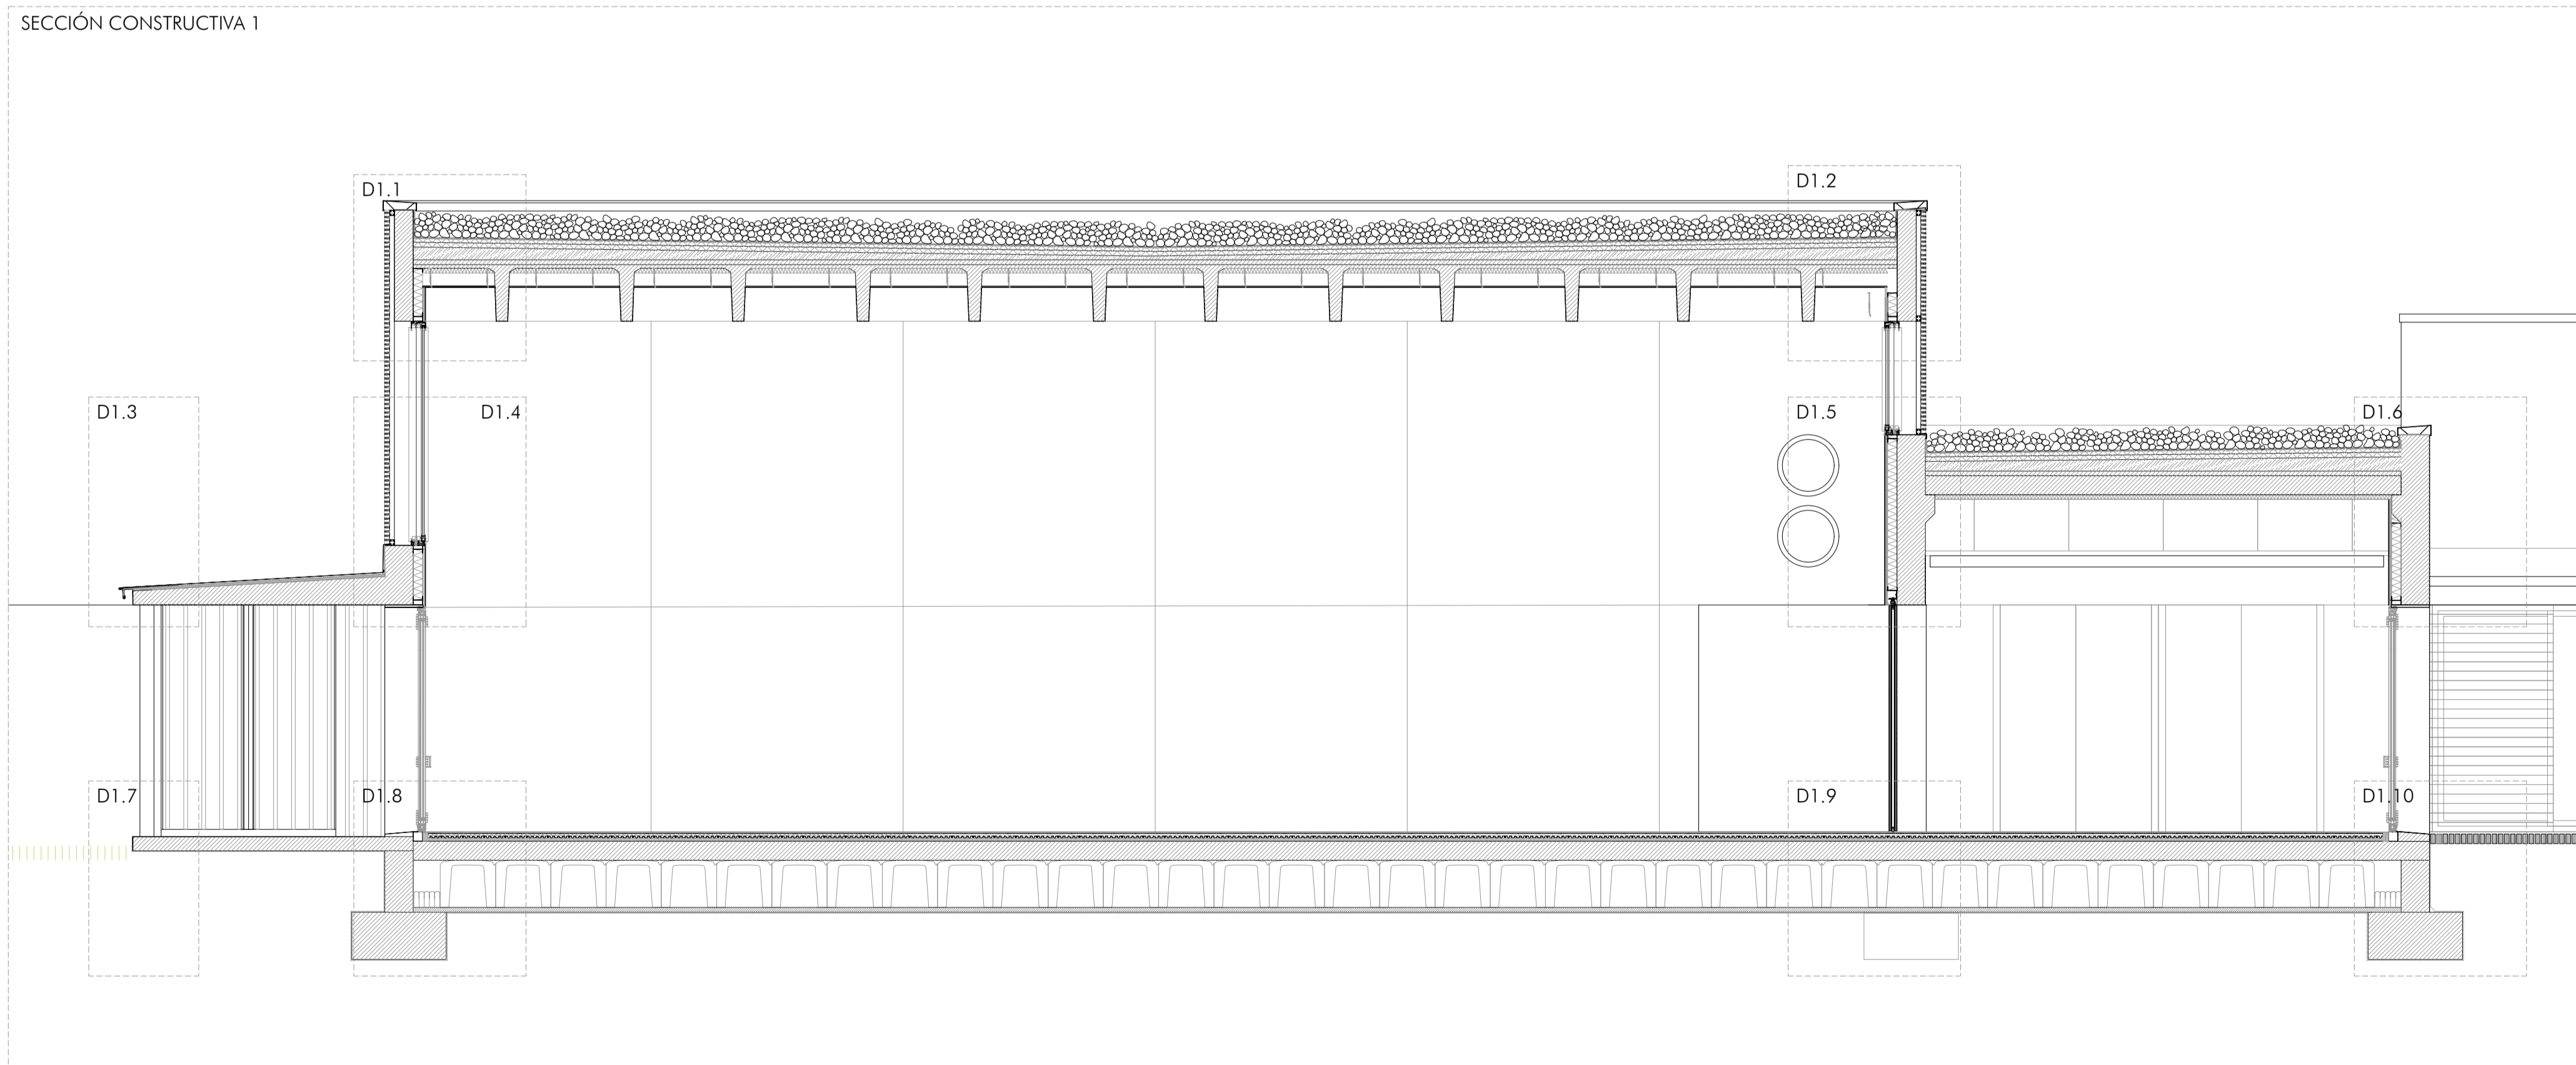 SECCIÓN CONSTRUCTIVA 1
D1.1
D1.2
D1.3
D1.4
D1.5
D1.6
D1.7
D1.8
D1.9
D1.10